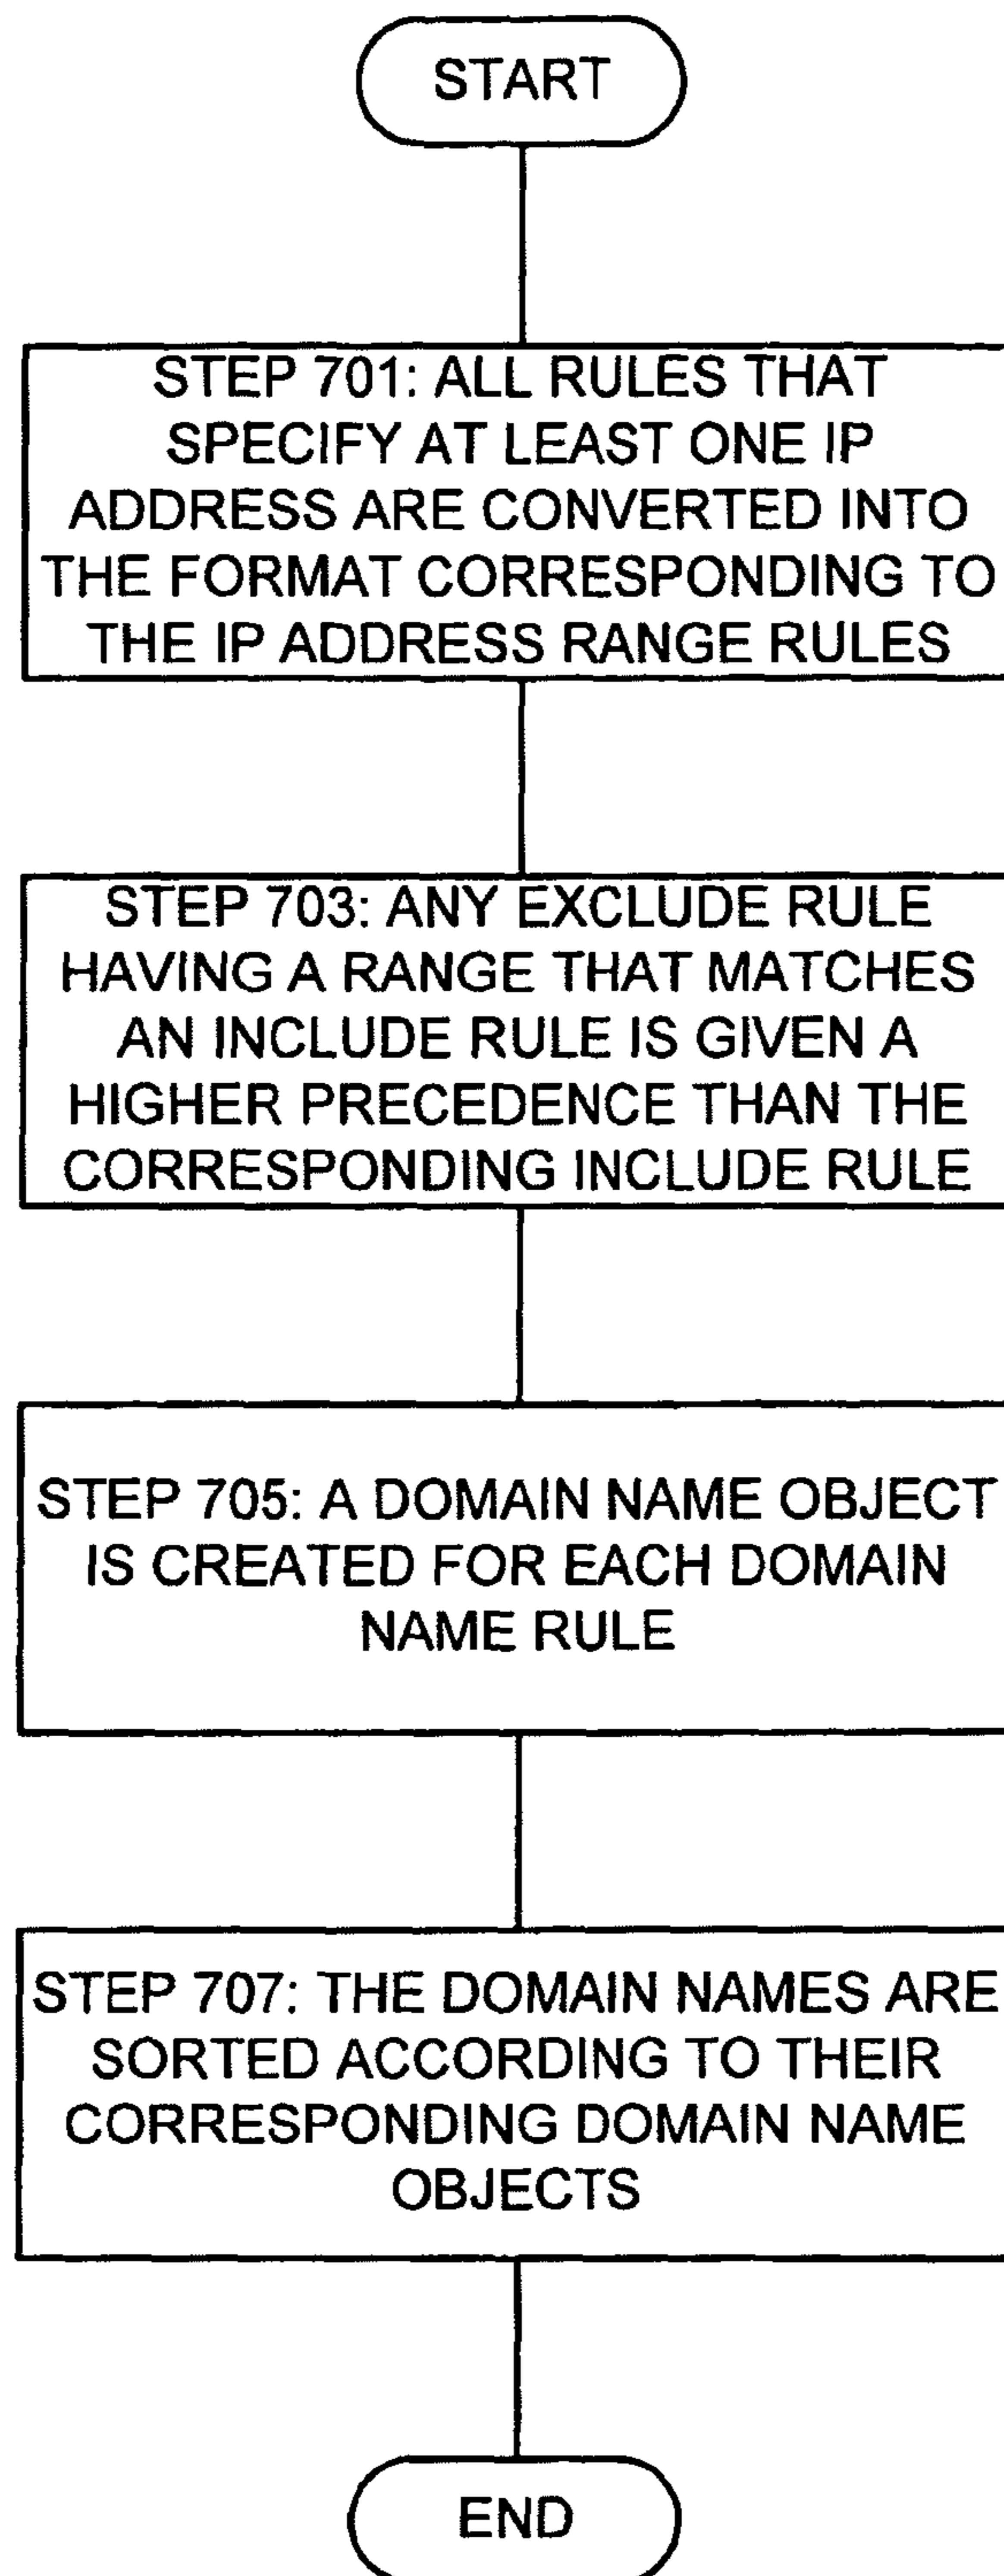 START
STEP 701: ALL RULES THAT
SPECIFY AT LEAST ONE IP
ADDRESS ARE CONVERTED INTO
THE FORMAT CORRESPONDING TO
THE IP ADDRESS RANGE RULES
STEP 703: ANY EXCLUDE RULE
HAVING A RANGE THAT MATCHES
AN INCLUDE RULE IS GIVEN A
HIGHER PRECEDENCE THAN THE
CORRESPONDING INCLUDE RULE
STEP 705: A DOMAIN NAME OBJECT
IS CREATED FOR EACH DOMAIN
NAME RULE
STEP 707: THE DOMAIN NAMES ARE
SORTED ACCORDING TO THEIR
CORRESPONDING DOMAIN NAME
OBJECTS
END